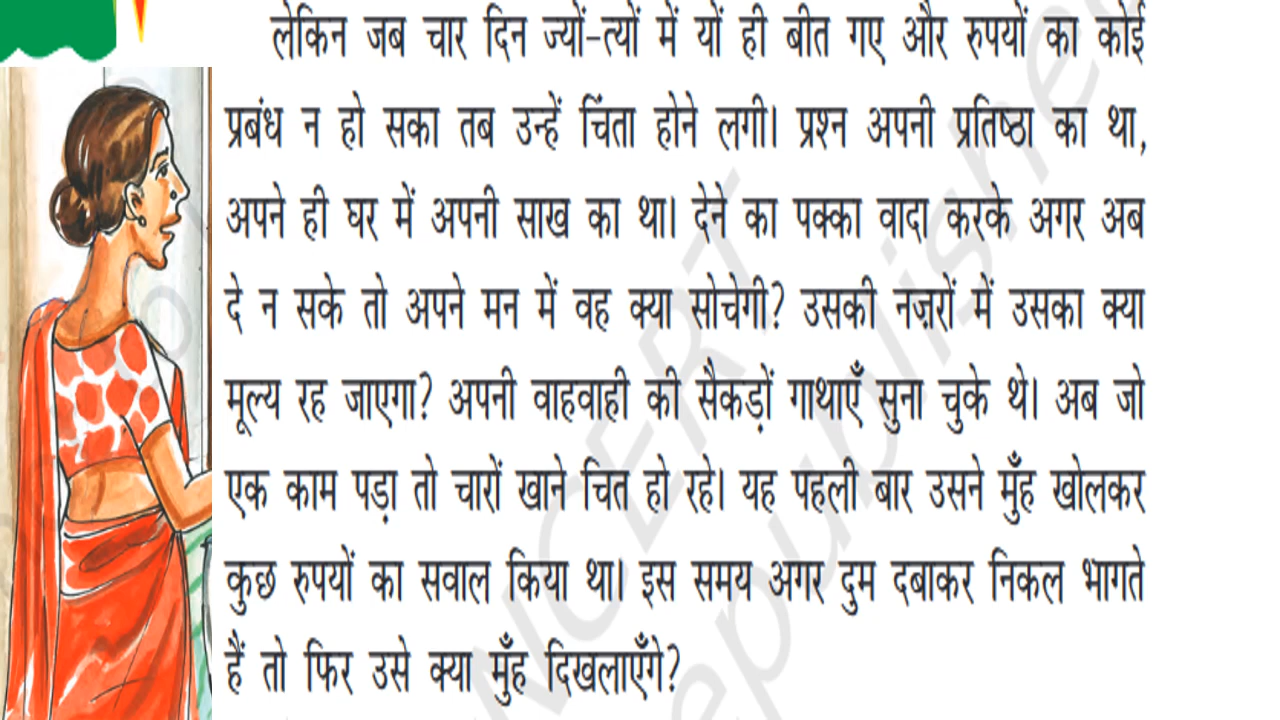 लेकिन जब चार दिन ज्यों-त्यों में यों ही बीत गए और रुपयों का कोई
प्रबंध न हो सका तब उन्हें चिंता होने लगी। प्रश्न अपनी प्रतिष्ठा का था,
अपने ही घर में अपनी साख का था। देने का पक्का वादा करके अगर अब
दे न सके तो अपने मन में वह क्या सोचेगी? उसकी नज़रों में उसका क्या
मूल्य रह जाएगा? अपनी वाहवाही की सैकड़ों गाथाएँ सुना चुके थे। अब जो
एक काम पड़ा तो चारों खाने चित हो रहे। यह पहली बार उसने मुँह खोलकर
कुछ रुपयों का सवाल किया था। इस समय अगर दुम दबाकर निकल भागते
हैं तो फिर उसे क्या मुँह दिखलाएँगे?
NCERT
republished